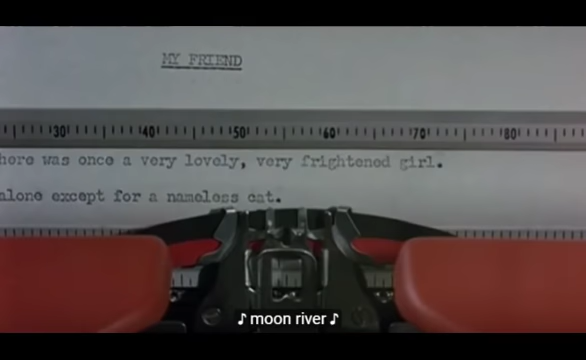 MY FRIEND
30 40 50 60 70 80
here was once a very lovely, very frightened girl.
alone except for a nameless cat.
♪ moon river ♪